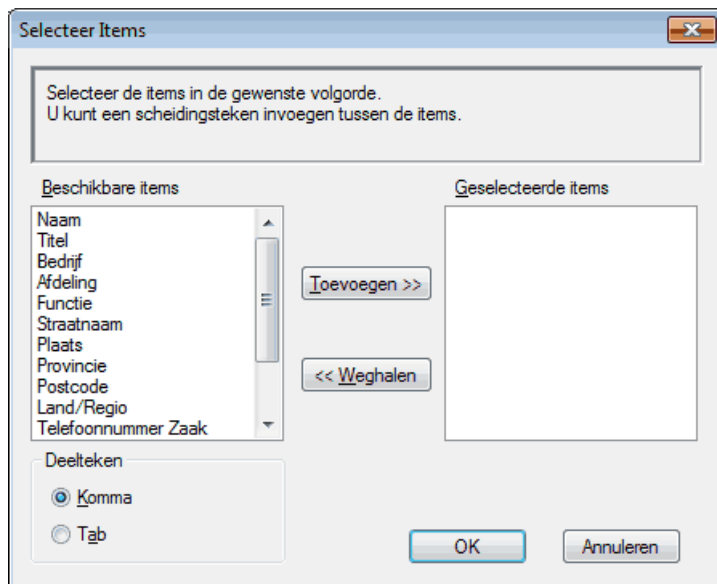 Selecteer Items
Selecteer de items in de gewenste volgorde.
U kunt een scheidingsteken invoegen tussen de items.
Beschikbare items
Geselecteerde items
Naam
Titel
Bedrijf
Afdeling
Functie
Straatnaam
Plaats
Provincie
Postcode
Land/Regio
Telefoonnummer Zaak
Toevoegen >>
<< Weghalen
Deelteken
Komma
Tab
OK
Annuleren